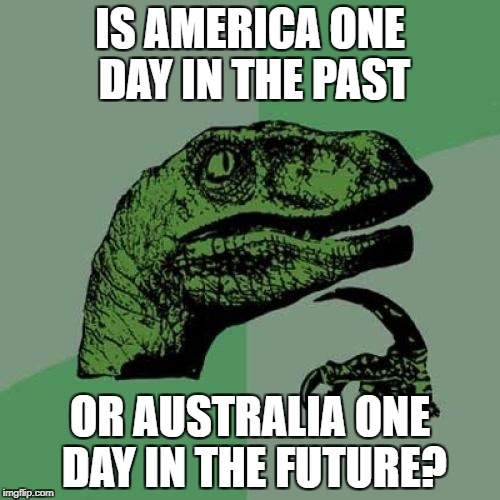 IS AMERICA ONE
DAY IN THE PAST
OR AUSTRALIA ONE
DAY IN THE FUTURE?
imgflip.com